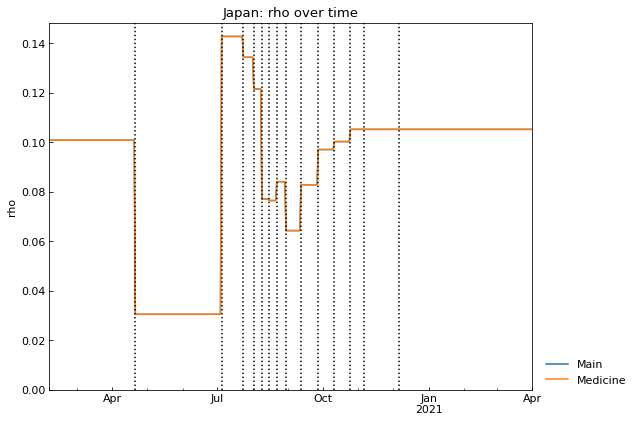 Japan: rho over time
0.14
0.12
0.10
0.08
0.06
0.04
0.02
0.00
rho
Apr
Jul
Oct
Jan
2021
Apr
Main
Medicine